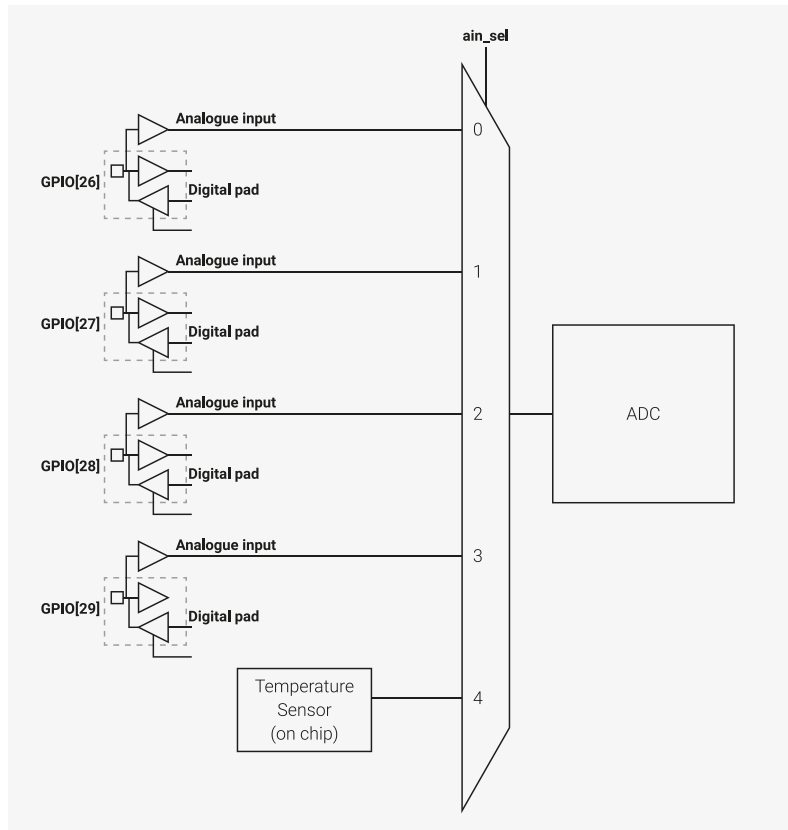 ain_sel
Analogue input
0
GPIO[26]
Digital pad
Analogue input
1
GPIO[27]
Digital pad
Analogue input
2
ADC
GPIO[28]
Digital pad
Analogue input
3
GPIO[29]
Digital pad
Temperature
Sensor
(on chip)
4